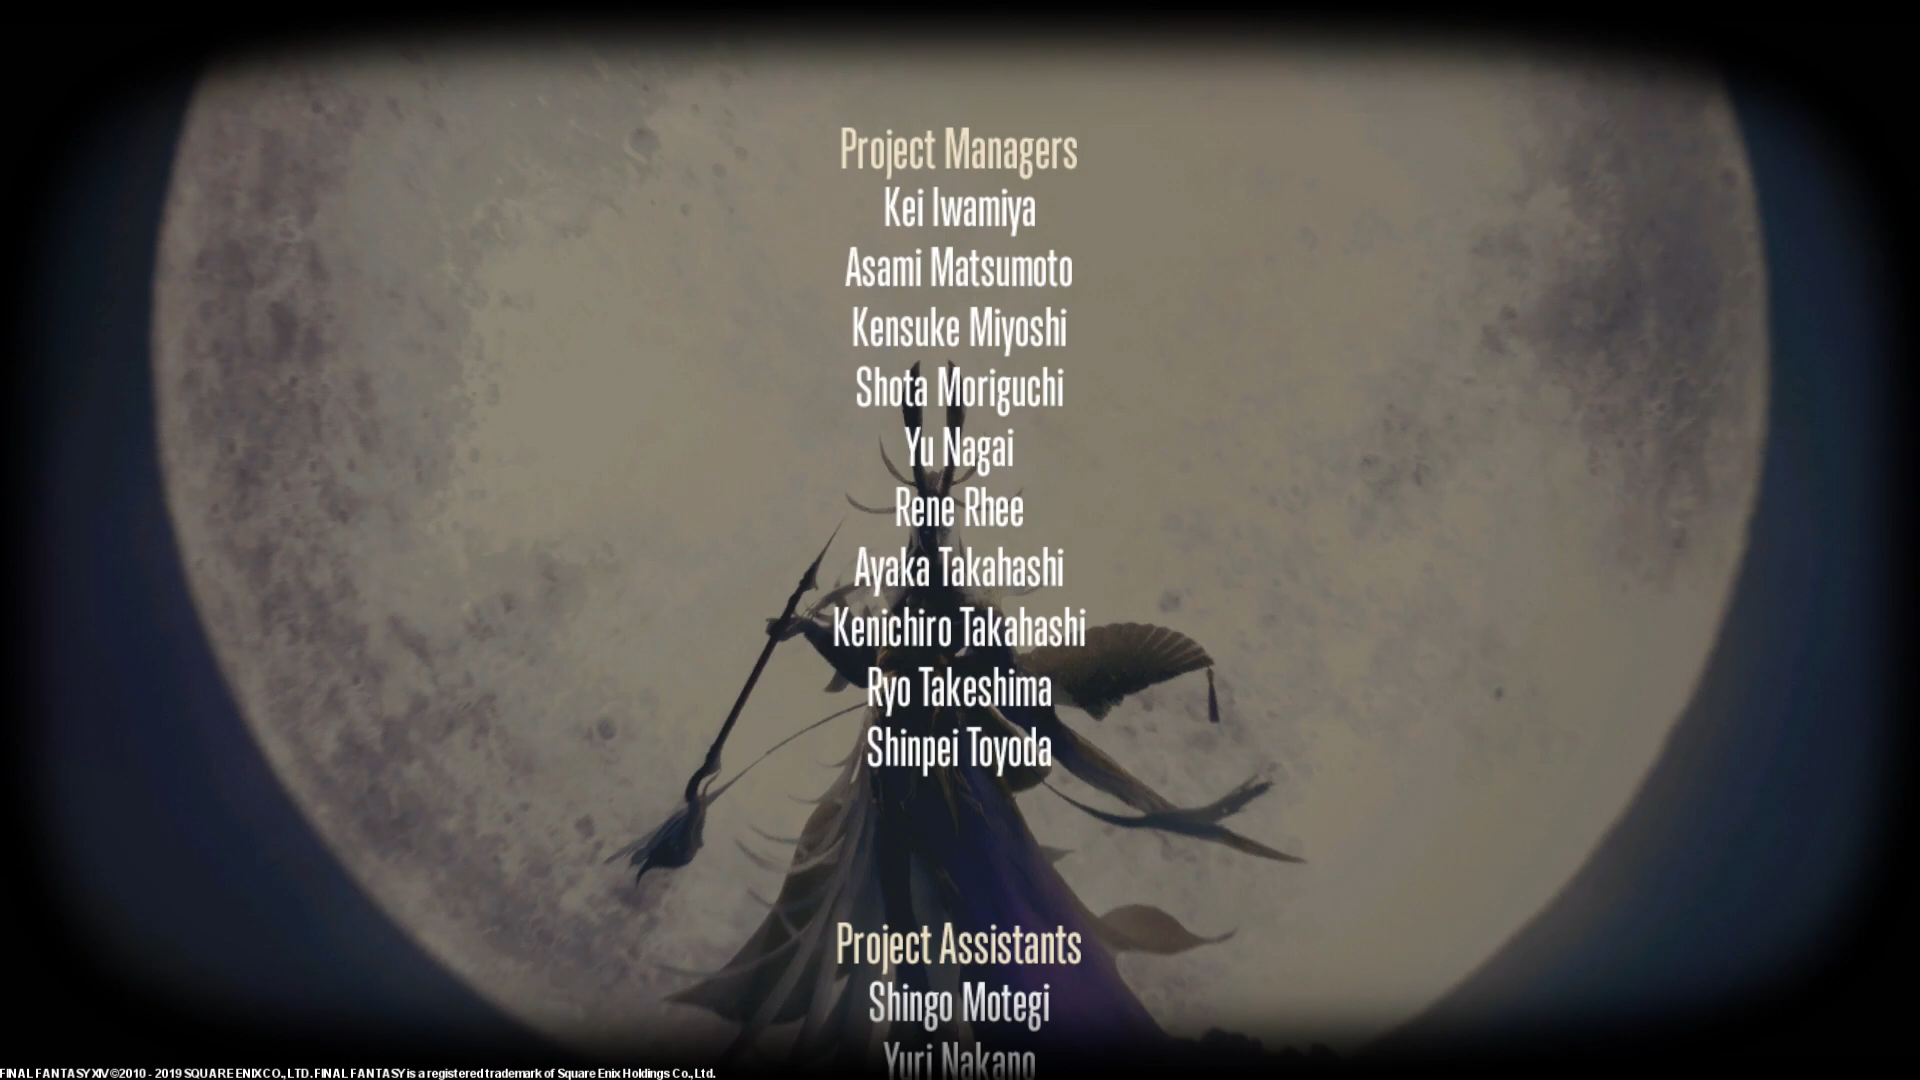 Project Managers
Kei Iwamiya
Asami Matsumoto
Kensuke Miyoshi
Shota Moriguchi
Yu Nagai
Rene Rhee
Ayaka Takahashi
Kenichiro Takahashi
Ryo Takeshima
Shinpei Toyoda
Project Assistants
Shingo Motegi
Yuri Nakano
FINAL FANTASY XIV ©2010 - 2019 SQUARE ENIX CO., LTD. FINAL FANTASY is a registered trademark of Square Enix Holdings Co., Ltd.